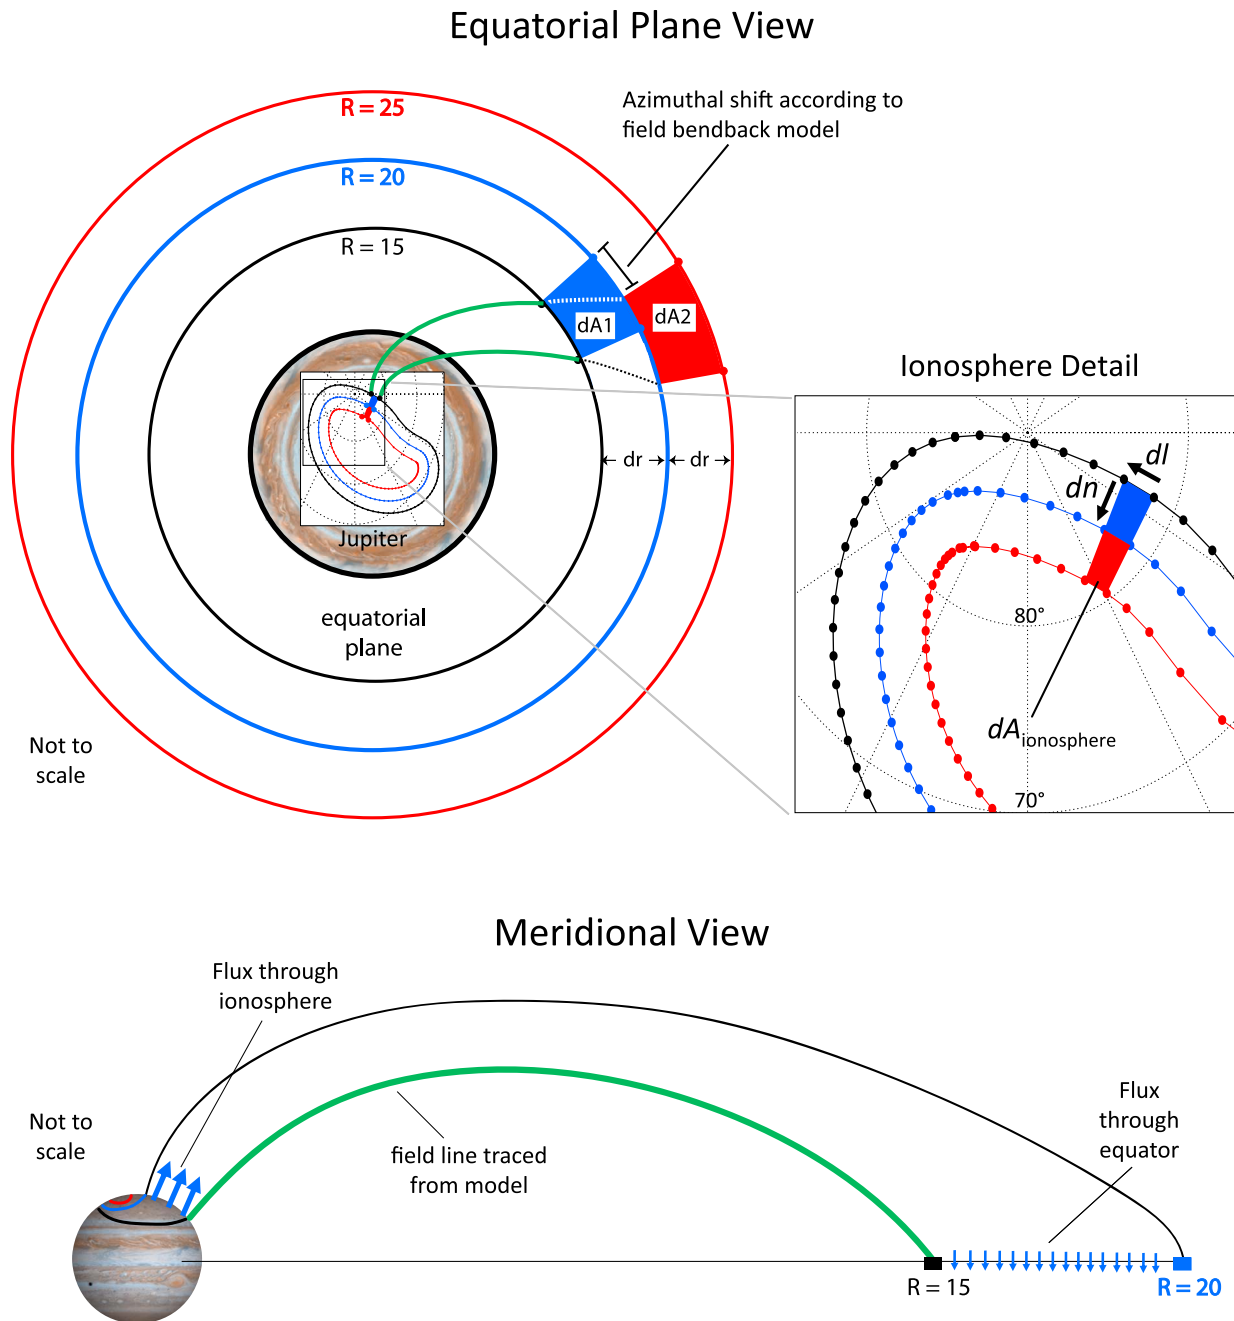 Equatorial Plane View
R = 25
Azimuthal shift according to
field bendback model
R = 20
R = 15
dA1
dA2
dr
dr
Jupiter
equatorial
plane
Not to
scale
Ionosphere Detail
dl
dn
80°
dA ionosphere
70°
Meridional View
Flux through
ionosphere
Not to
scale
field line traced
from model
Flux
through
equator
R = 15
R = 20